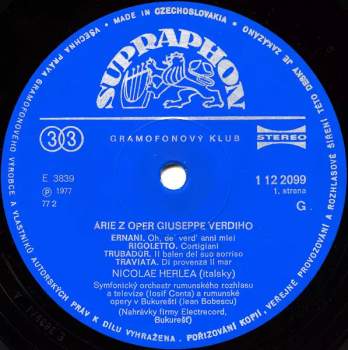 MADE IN CZECHOSLOVAKIA • VŠECHNA PRÁVA GRAMOFONOVÉHO VÝROBCE A VLASTNÍKA AUTORSKÝCH PRÁV K DÍLU VYHRAŽENA. POŘIZOVÁNÍ KOPIÍ, VEŘEJNÉ PROVOZOVÁNÍ A ROZHLASOVÉ ŠÍŘENÍ TÉTO DESKY JE ZAKÁZÁNO
SUPRAPHON
33
GRAMOFONOVÝ KLUB
STEREO
E 3839
1 12 2099
℗ 1977
1. strana
77 2
G
ARIE Z OPER GIUSEPPE VERDIHO
ERNANI. Oh, de' verd' anni miei
RIGOLETTO. Cortigiani
TRUBADUR. Il balen del suo sorriso
TRAVIATA. Di provenza il mar
NICOLAE HERLEA (italsky)
Symfonický orchestr rumunského rozhlasu
a televize (Iosif Conta) a rumunské
opery v Bukurešti (Jean Bobescu)
(Nahrávky firmy Electrecord,
Bukurešť)